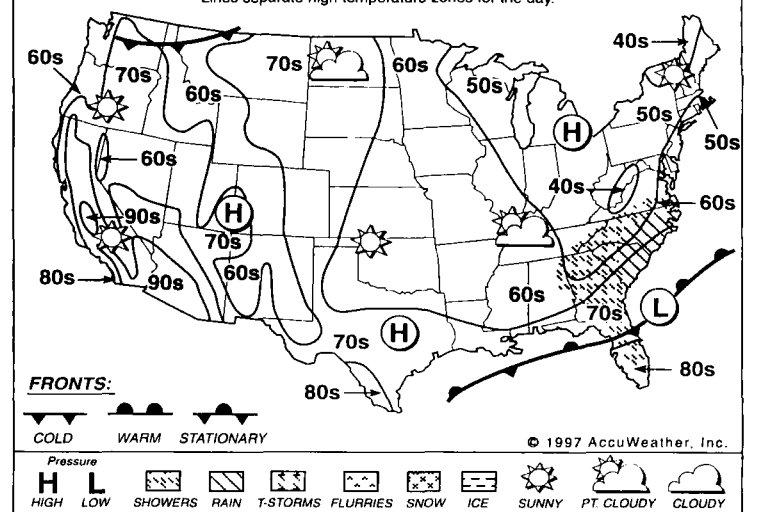 Lines separate high temperature zones for the day.
40s
60s
70s
70s
60s
50s
60s
50s
H
50s
60s
40s
90s
H
60s
70s
80s
90s
60s
60s
70s
L
70s
H
80s
80s
FRONTS:
COLD WARM STATIONARY
© 1997 AccuWeather, Inc.
Pressure
H L
HIGH LOW SHOWERS RAIN T-STORMS FLURRIES SNOW ICE SUNNY PT. CLOUDY CLOUDY